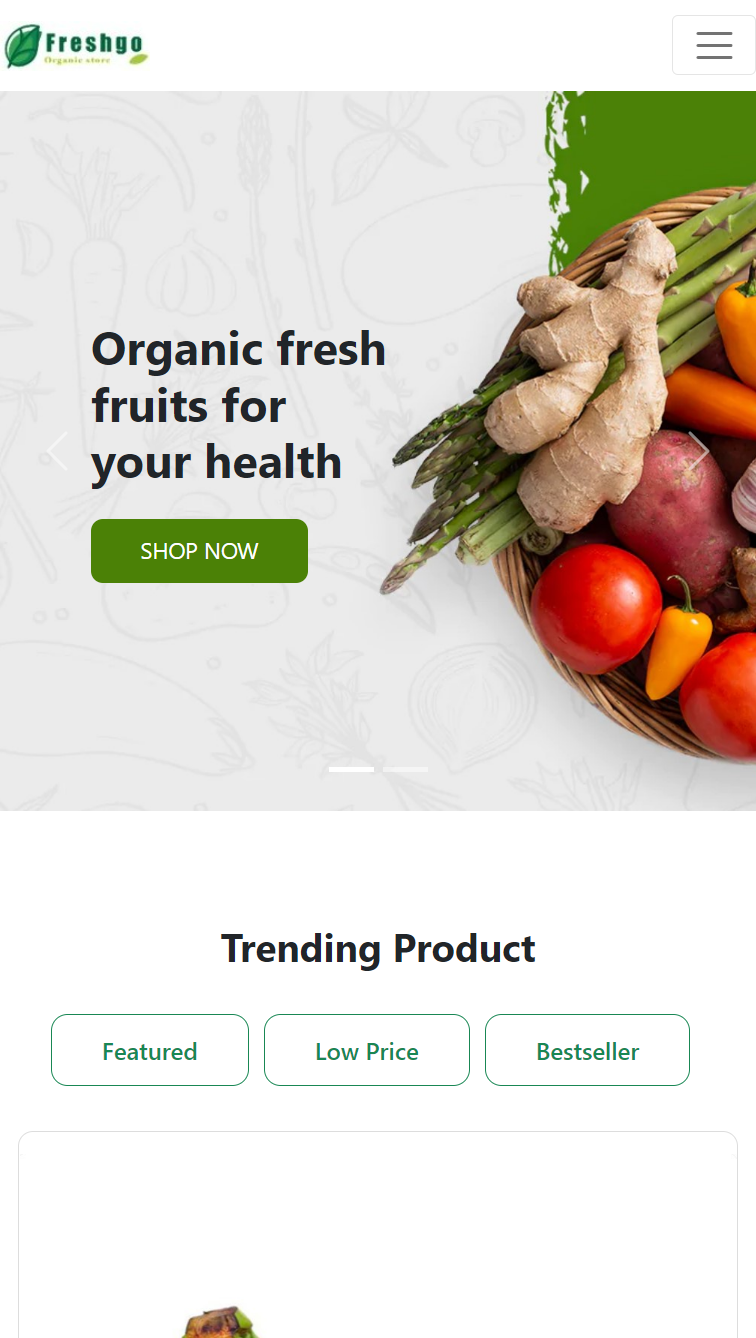 Freshgo
Organic store
Organic fresh
fruits for
your health
SHOP NOW
Trending Product
Featured
Low Price
Bestseller